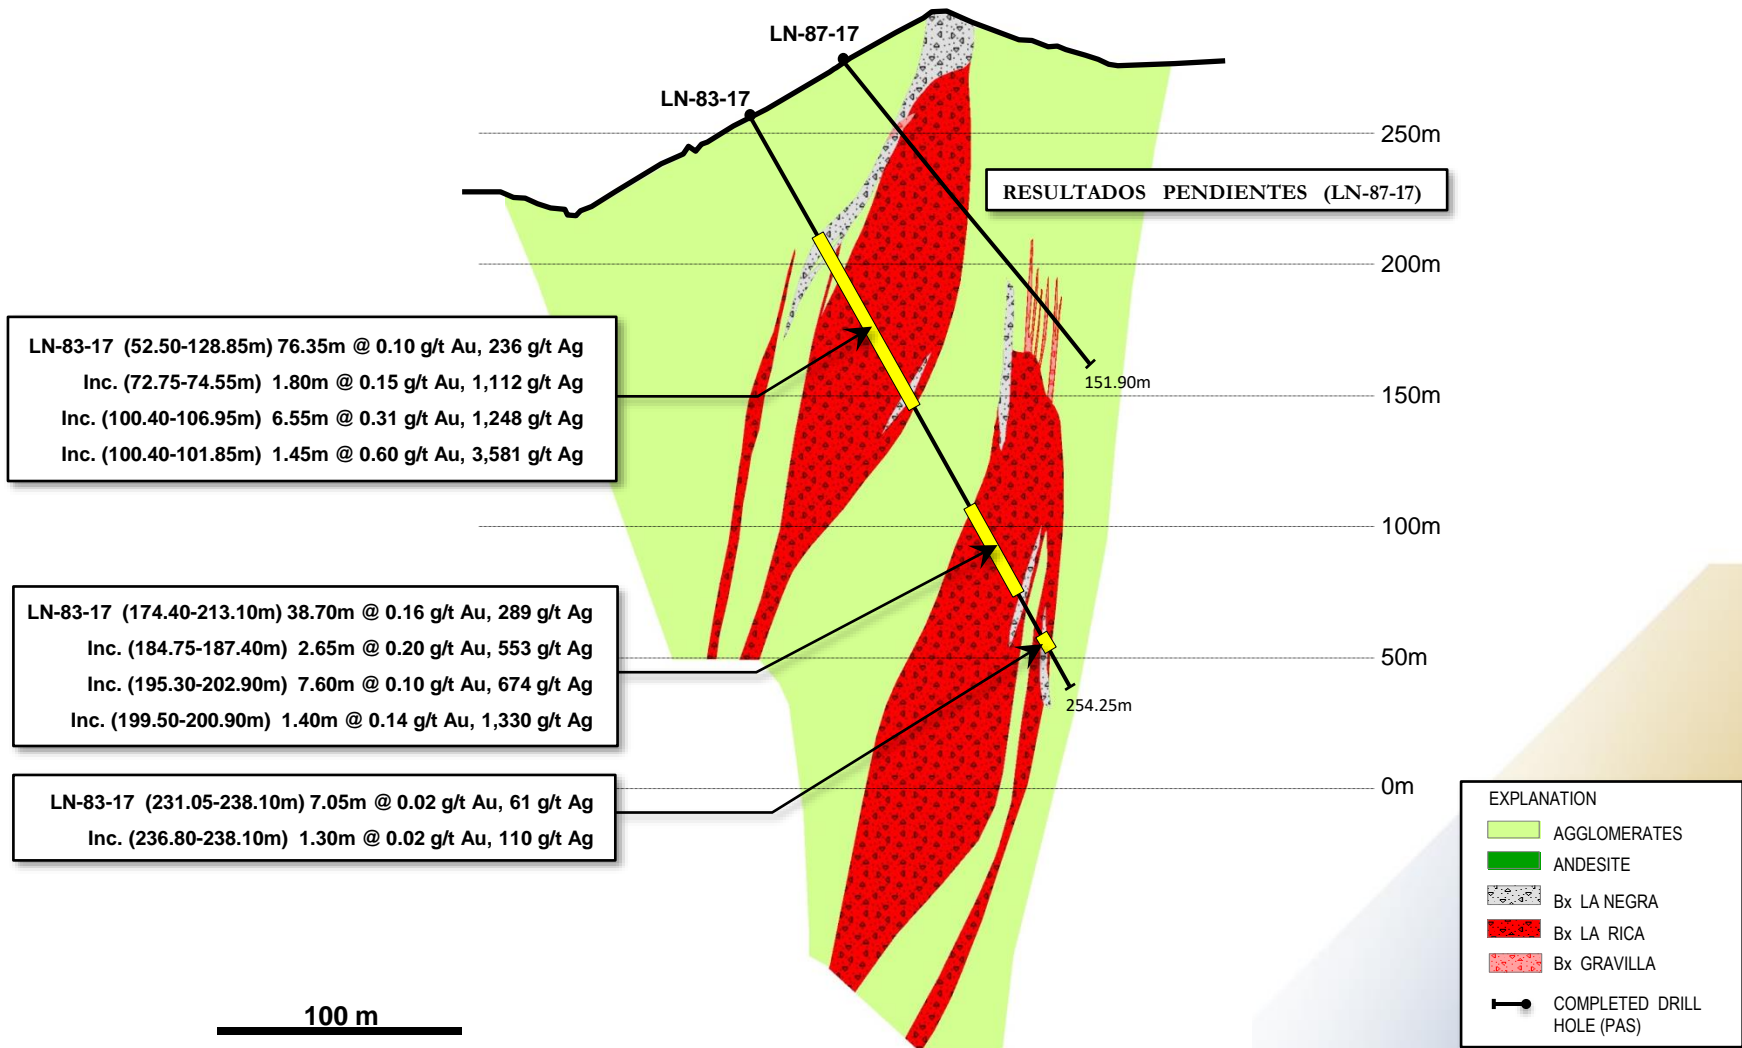 LN-87-17
LN-83-17
250m
RESULTADOS PENDIENTES (LN-87-17)
200m
LN-83-17 (52.50-128.85m) 76.35m @ 0.10 g/t Au, 236 g/t Ag
Inc. (72.75-74.55m) 1.80m @ 0.15 g/t Au, 1,112 g/t Ag
Inc. (100.40-106.95m) 6.55m @ 0.31 g/t Au, 1,248 g/t Ag
Inc. (100.40-101.85m) 1.45m @ 0.60 g/t Au, 3,581 g/t Ag
151.90m
150m
100m
LN-83-17 (174.40-213.10m) 38.70m @ 0.16 g/t Au, 289 g/t Ag
Inc. (184.75-187.40m) 2.65m @ 0.20 g/t Au, 553 g/t Ag
Inc. (195.30-202.90m) 7.60m @ 0.10 g/t Au, 674 g/t Ag
Inc. (199.50-200.90m) 1.40m @ 0.14 g/t Au, 1,330 g/t Ag
50m
254.25m
LN-83-17 (231.05-238.10m) 7.05m @ 0.02 g/t Au, 61 g/t Ag
Inc. (236.80-238.10m) 1.30m @ 0.02 g/t Au, 110 g/t Ag
0m
EXPLANATION
AGGLOMERATES
ANDESITE
Bx LA NEGRA
Bx LA RICA
Bx GRAVILLA
COMPLETED DRILL
HOLE (PAS)
100 m